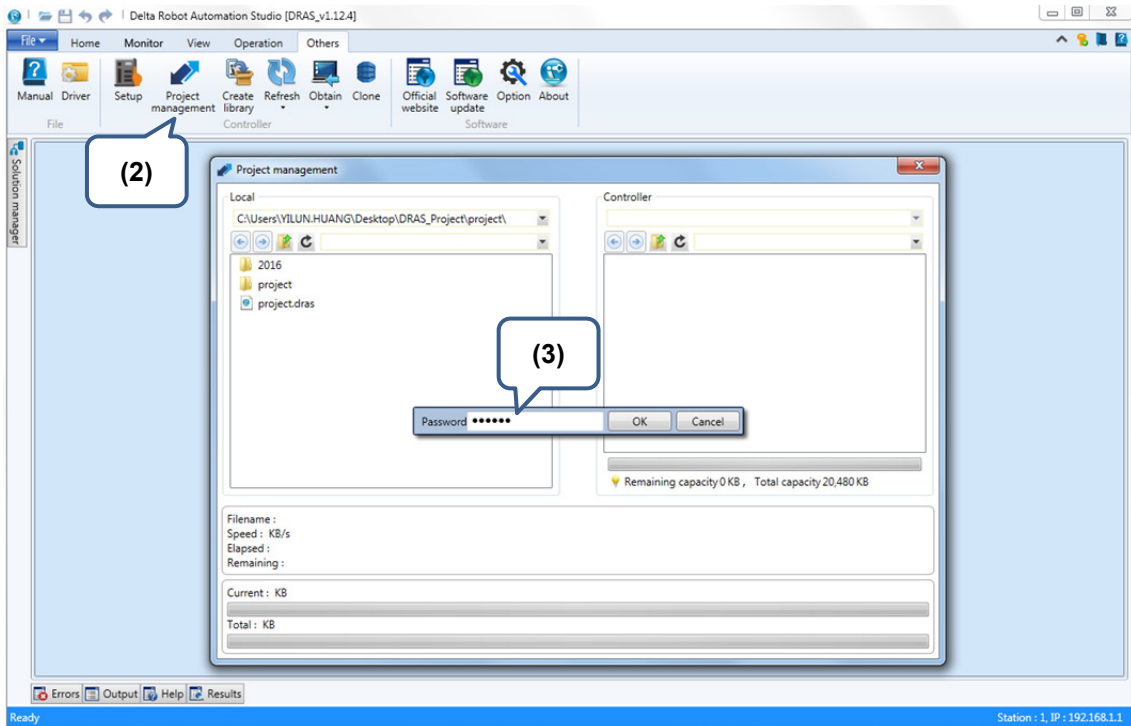 Delta Robot Automation Studio [DRAS_v1.12.4]
File Home Monitor View Operation Others
Manual Driver Setup Project management Create library Refresh Obtain Clone Official website Software update Option About
File Controller Software
Solution manager
(2)
Project management
Local Controller
C:\Users\YILUN.HUANG\Desktop\DRAS_Project\project\
2016
project
project.dras
(3)
Password •••••• OK Cancel
Remaining capacity 0 KB , Total capacity 20,480 KB
Filename :
Speed : KB/s
Elapsed :
Remaining :
Current : KB
Total : KB
Errors Output Help Results
Ready Station : 1, IP : 192.168.1.1